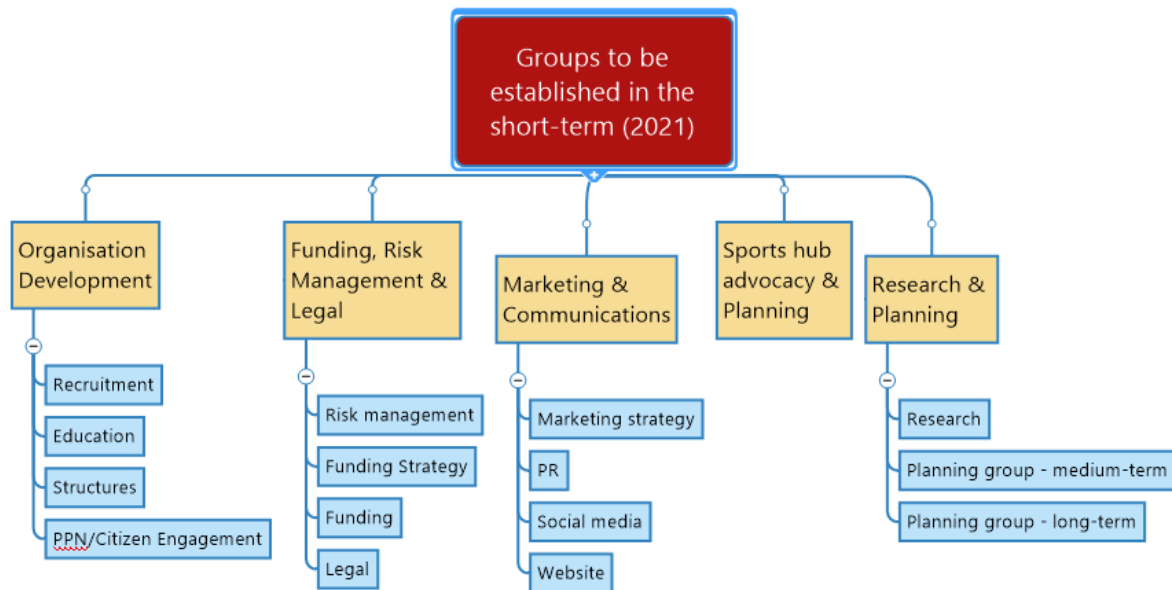 Groups to be
established in the
short-term (2021)
Organisation
Development
Recruitment
Education
Structures
PPN/Citizen Engagement
Funding, Risk
Management &
Legal
Risk management
Funding Strategy
Funding
Legal
Marketing &
Communications
Marketing strategy
PR
Social media
Website
Sports hub
advocacy &
Planning
Research &
Planning
Research
Planning group - medium-term
Planning group - long-term